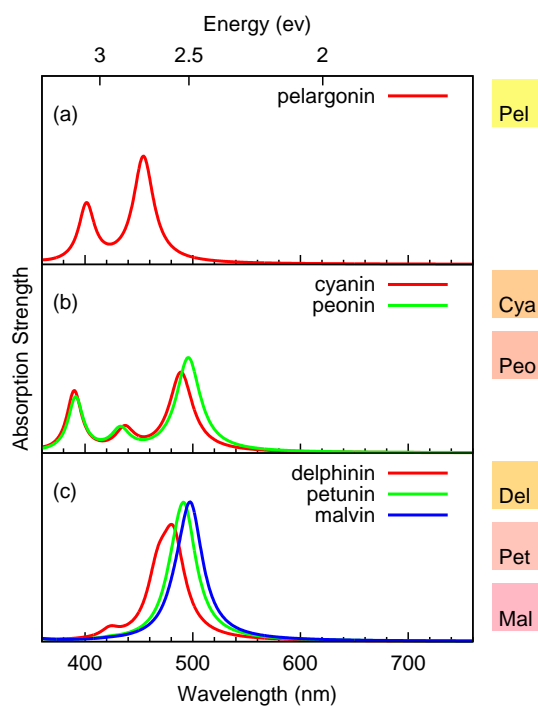 Energy (ev)
3 2.5 2
(a) pelargonin
Pel
(b) cyanin
peonin
Cya
Peo
Absorption Strength
(c) delphinin
petunin
malvin
Del
Pet
Mal
400 500 600 700
Wavelength (nm)